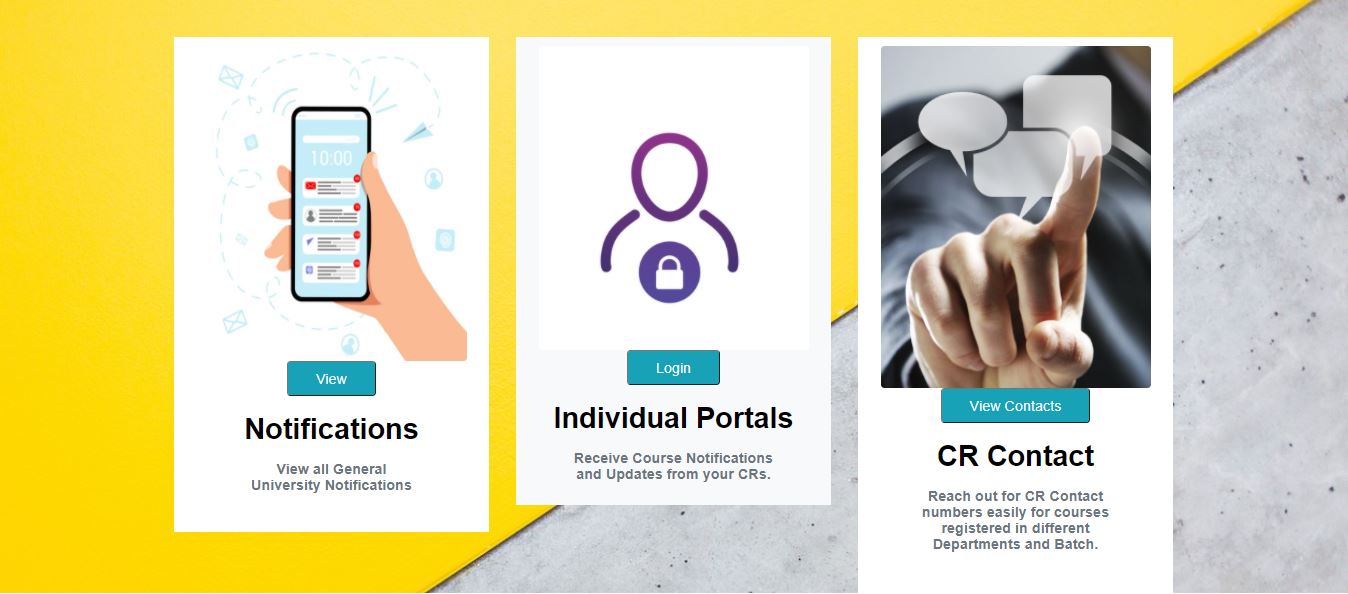 10:00
View
Notifications
View all General
University Notifications
Login
Individual Portals
Receive Course Notifications
and Updates from your CRs.
View Contacts
CR Contact
Reach out for CR Contact
numbers easily for courses
registered in different
Departments and Batch.